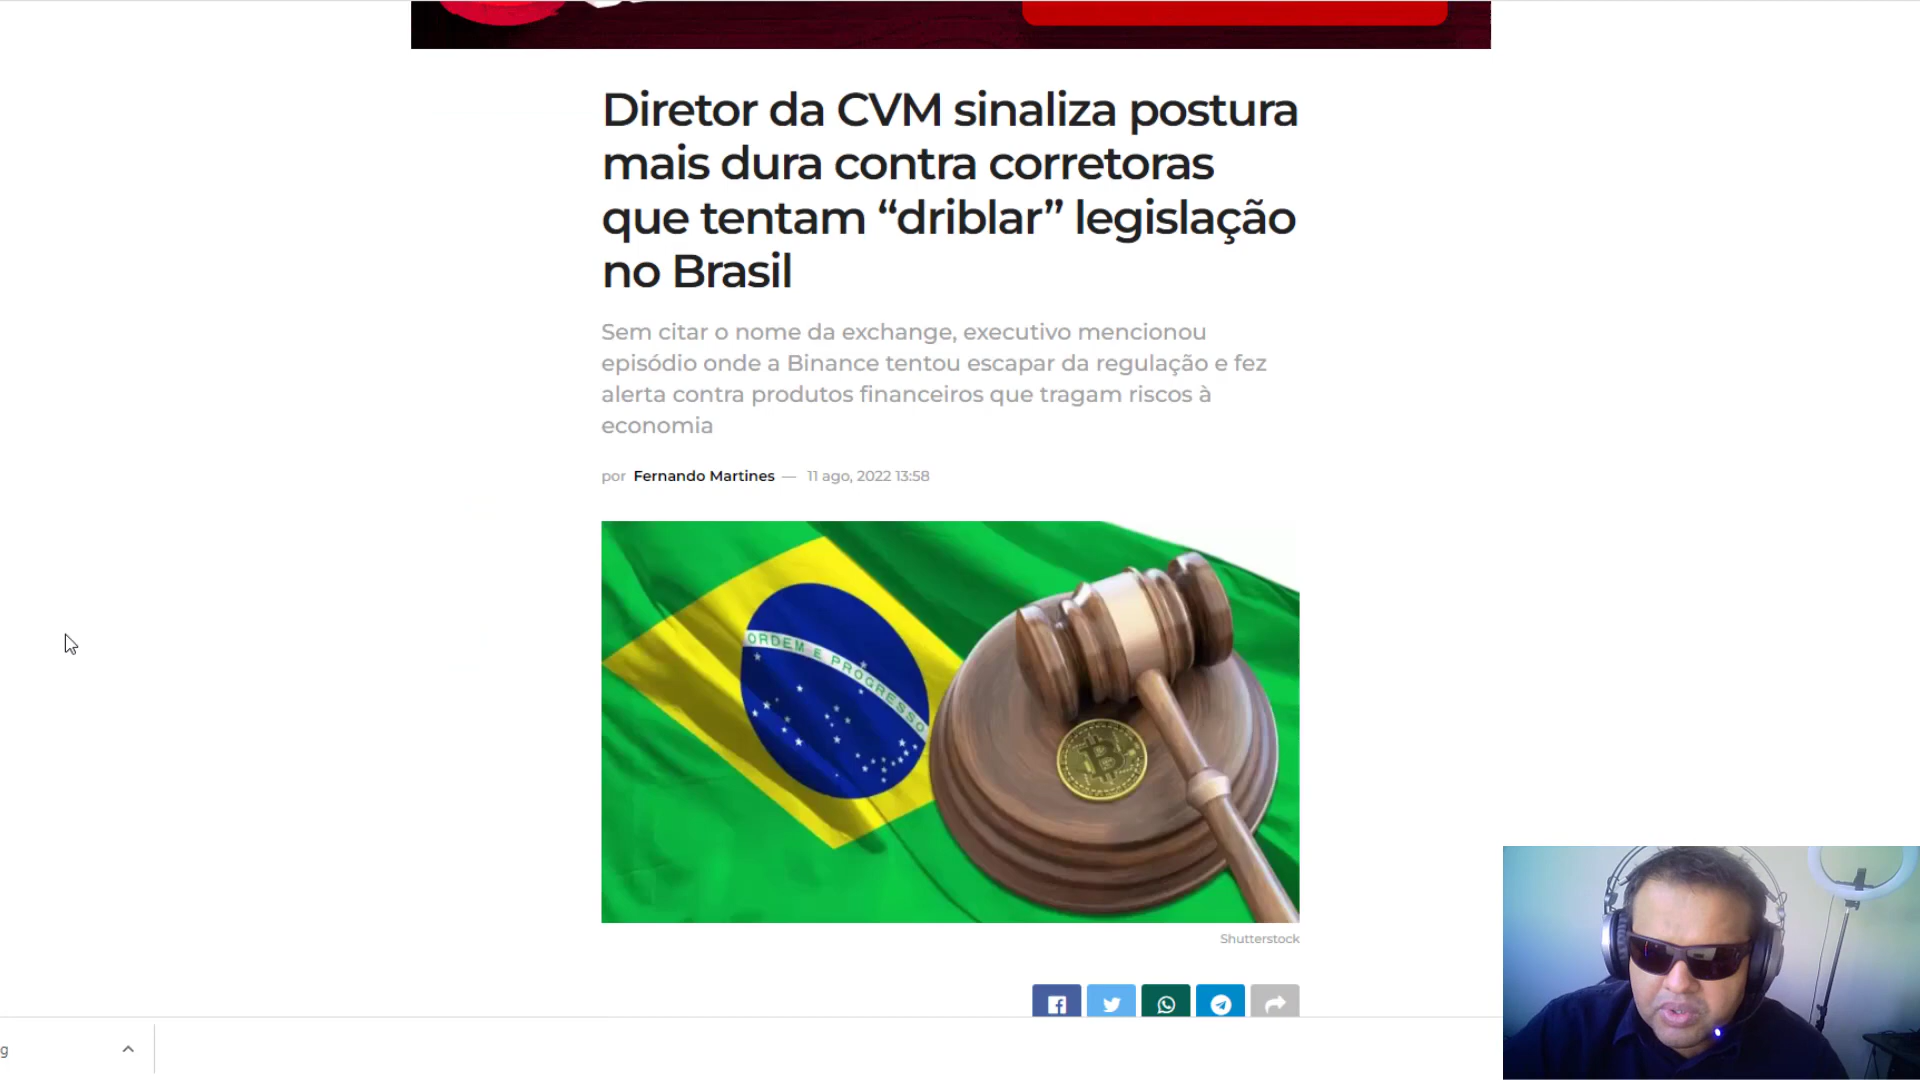 Diretor da CVM sinaliza postura
mais dura contra corretoras
que tentam “driblar” legislação
no Brasil
Sem citar o nome da exchange, executivo mencionou
episódio onde a Binance tentou escapar da regulação e fez
alerta contra produtos financeiros que tragam riscos à
economia
por Fernando Martines — 11 ago, 2022 13:58
ORDEM E PROGRESSO
Shutterstock
g